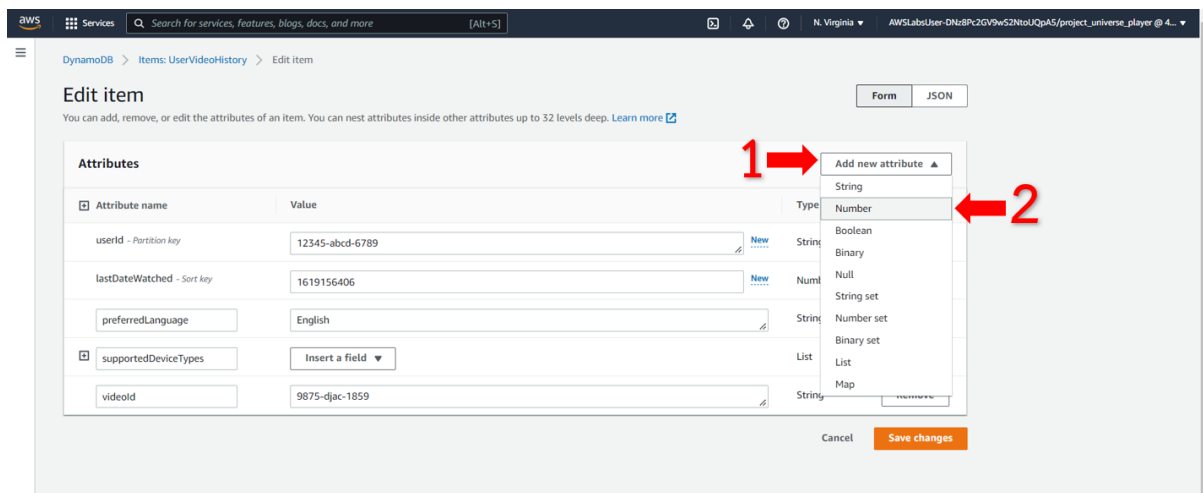 aws Services Search for services, features, blogs, docs, and more [Alt+S] N. Virginia ▼ AWSLabsUser-DNz8Pc2GV9wS2NtoUQpA5/project_universe_player @ 4... ▼
DynamoDB > Items: UserVideoHistory > Edit item
Edit item Form JSON
You can add, remove, or edit the attributes of an item. You can nest attributes inside other attributes up to 32 levels deep. Learn more
Attributes 1 Add new attribute ▲
String
Attribute name Value Type Number 2
Boolean
userId - Partition key 12345-abcd-6789 New String
Binary
lastDateWatched - Sort key 1619156406 New Numb
Null
String set
preferredLanguage English String Number set
Binary set
supportedDeviceTypes Insert a field ▼ List
List
Map
videoId 9875-djac-1859 String Remove
Cancel Save changes